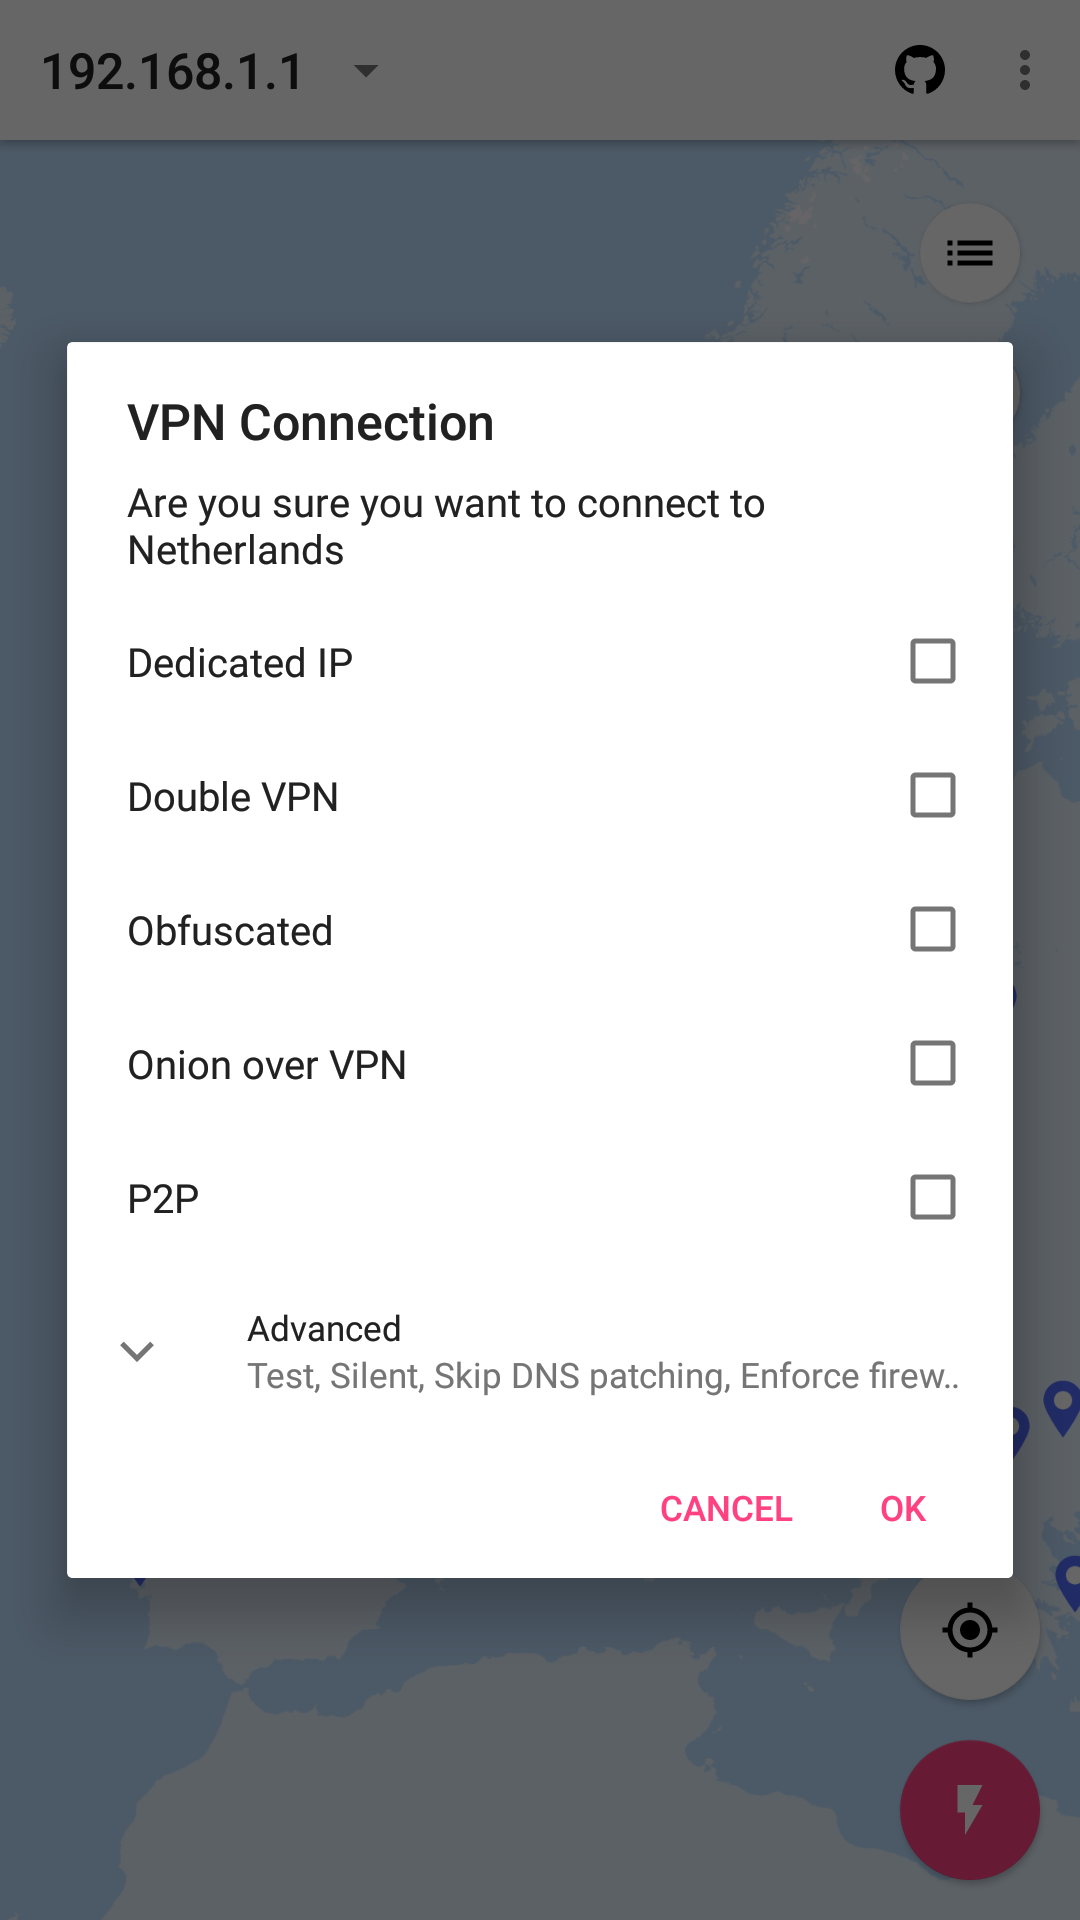 192.168.1.1
VPN Connection
Are you sure you want to connect to
Netherlands
Dedicated IP
Double VPN
Obfuscated
Onion over VPN
P2P
Advanced
Test, Silent, Skip DNS patching, Enforce firew..
CANCEL OK